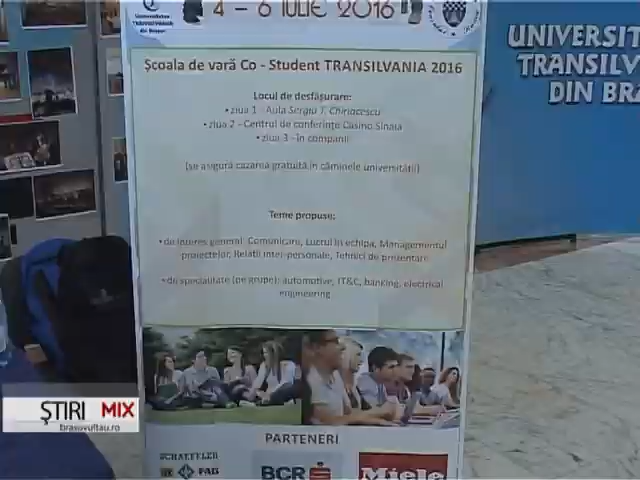 4 - 6 IULIE 2016
Universitatea
TRANSILVANIA
din Brașov
UNIVERSIT
TRANSILV
DIN BRA
Școala de vară Co - Student TRANSILVANIA 2016
Locul de desfășurare:
• ziua 1 - Aula Sergiu T. Chiriacescu
• ziua 2 - Centrul de conferințe Casino Sinaia
• ziua 3 - în companii
(se asigură cazarea gratuită în căminele universității)
Teme propuse:
• de interes general: Comunicare, Lucrul în echipa, Managementul
proiectelor, Relatii inter-personale, Tehnici de prezentare
• de specialitate (pe grupe): automotive, IT&C, banking, electrical
engineering
PARTENERI
SCHAEFFLER
FAG
BCR
Miele
ȘTIRI MIX
brasovultau.ro